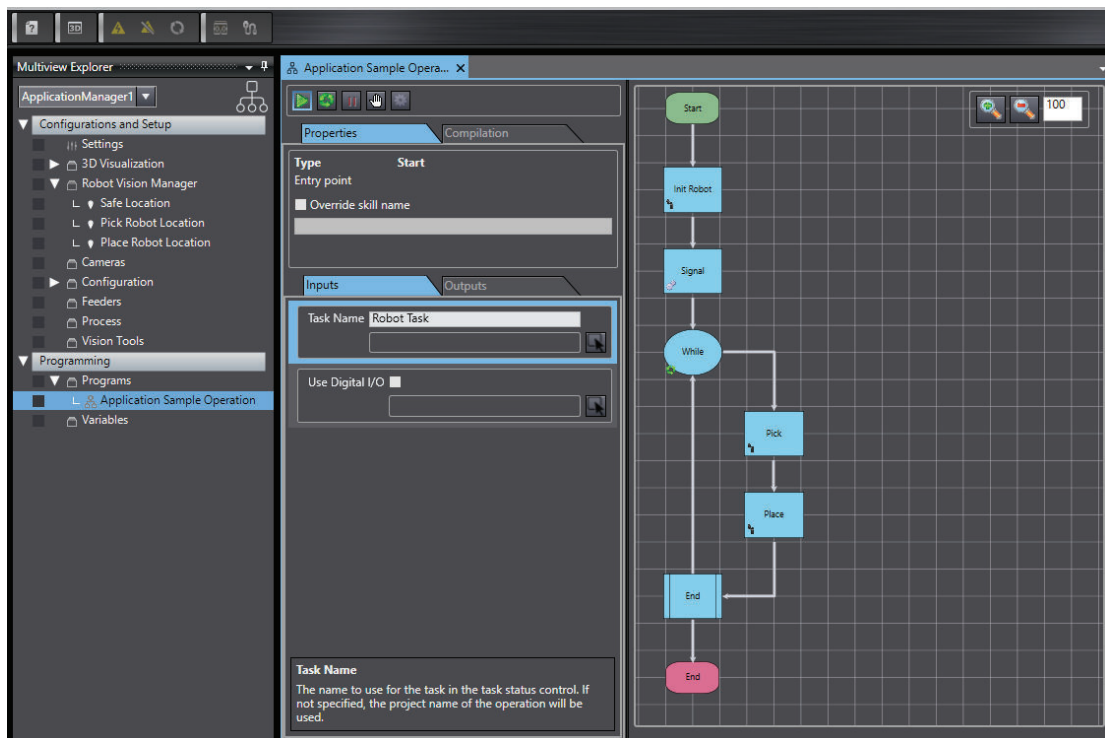 3D
Multiview Explorer
Application Sample Opera...
ApplicationManager1
Configurations and Setup
Settings
3D Visualization
Robot Vision Manager
Safe Location
Pick Robot Location
Place Robot Location
Cameras
Configuration
Feeders
Process
Vision Tools
Programming
Programs
Application Sample Operation
Variables
Properties
Compilation
Type Start
Entry point
Override skill name
Inputs
Outputs
Task Name Robot Task
Use Digital I/O
Task Name
The name to use for the task in the task status control. If
not specified, the project name of the operation will be
used.
100
Start
Init Robot
Signal
While
Pick
Place
End
End